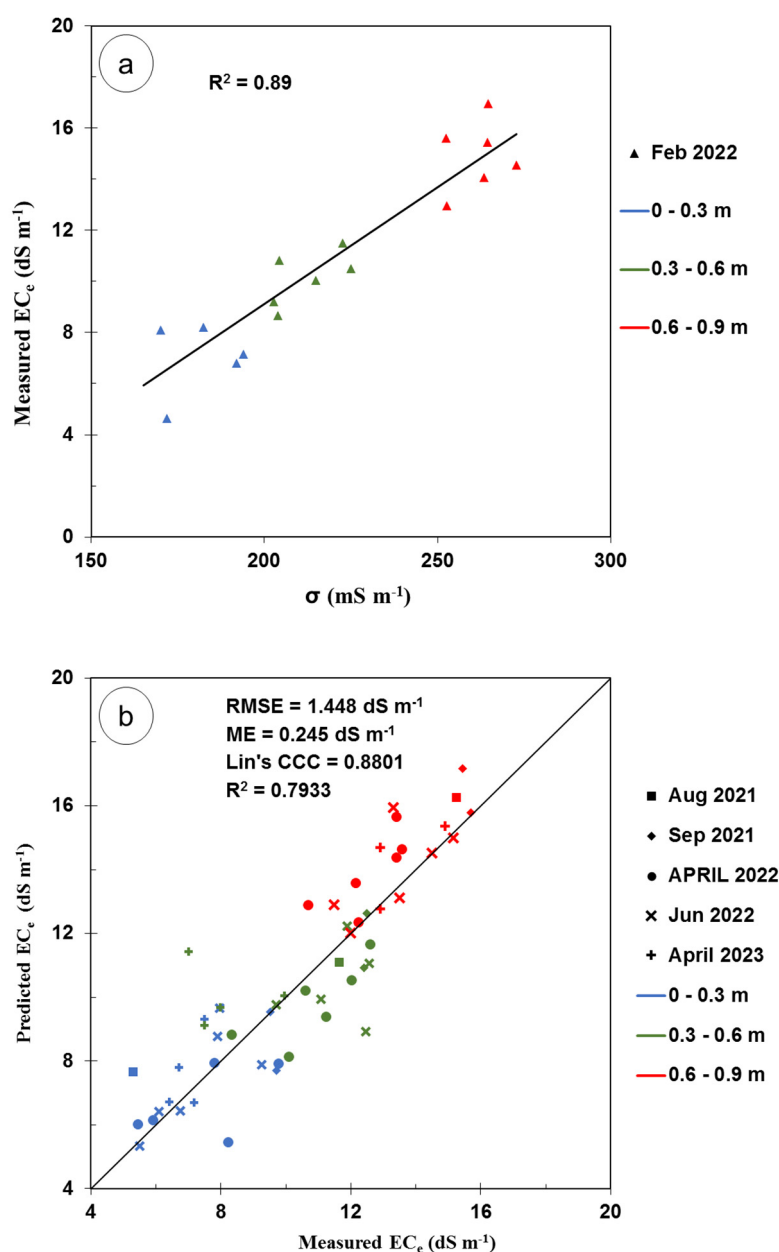 a
R² = 0.89
20
16
12
8
4
0
Measured ECₑ (dS m⁻¹)
150
200
250
300
σ (mS m⁻¹)
Feb 2022
0 - 0.3 m
0.3 - 0.6 m
0.6 - 0.9 m
b
RMSE = 1.448 dS m⁻¹
ME = 0.245 dS m⁻¹
Lin's CCC = 0.8801
R² = 0.7933
20
16
12
8
4
Predicted ECₑ (dS m⁻¹)
4
8
12
16
20
Measured ECₑ (dS m⁻¹)
Aug 2021
Sep 2021
APRIL 2022
Jun 2022
April 2023
0 - 0.3 m
0.3 - 0.6 m
0.6 - 0.9 m